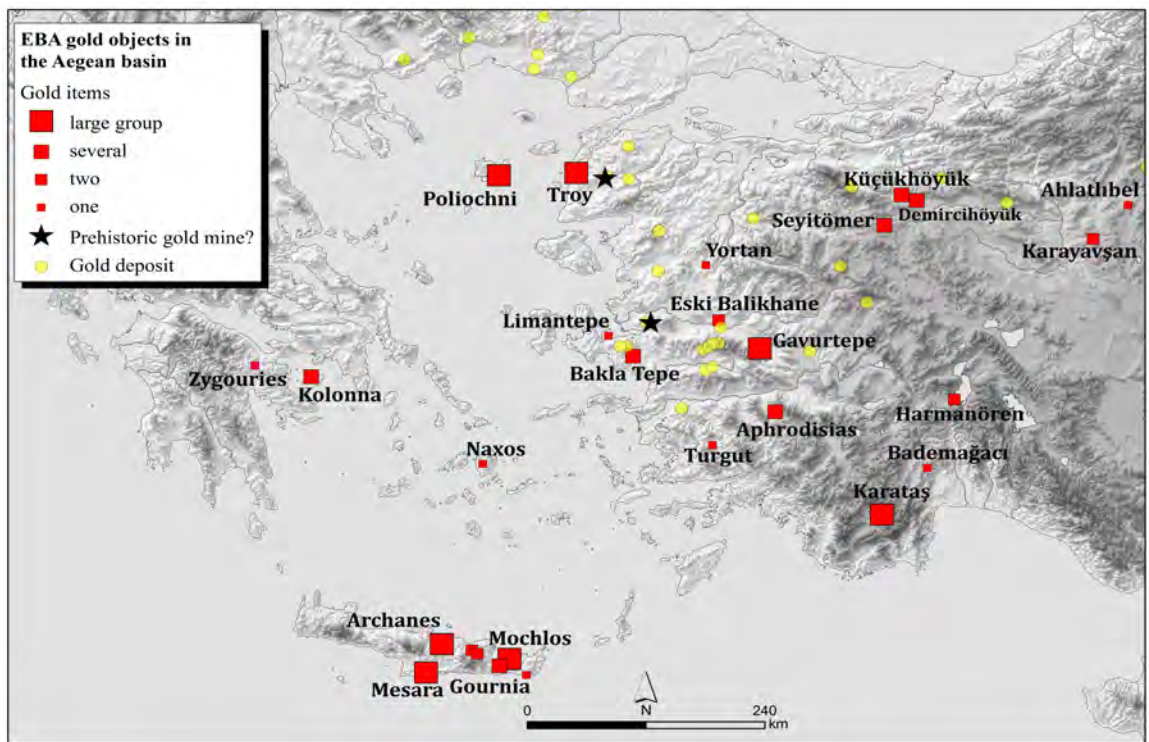 EBA gold objects in
the Aegean basin
Gold items
large group
several
two
one
Prehistoric gold mine?
Gold deposit
Poliochni
Troy
Küçükhöyük
Demircihöyük
Ahlatlıbel
Seyitömer
Karayavşan
Yortan
Eski Balikhane
Limantepe
Gavurtepe
Bakla Tepe
Zygouries
Kolonna
Harmanören
Aphrodisias
Turgut
Naxos
Bademağacı
Karataş
Archanes
Mochlos
Mesara
Gournia
N
0
240
km